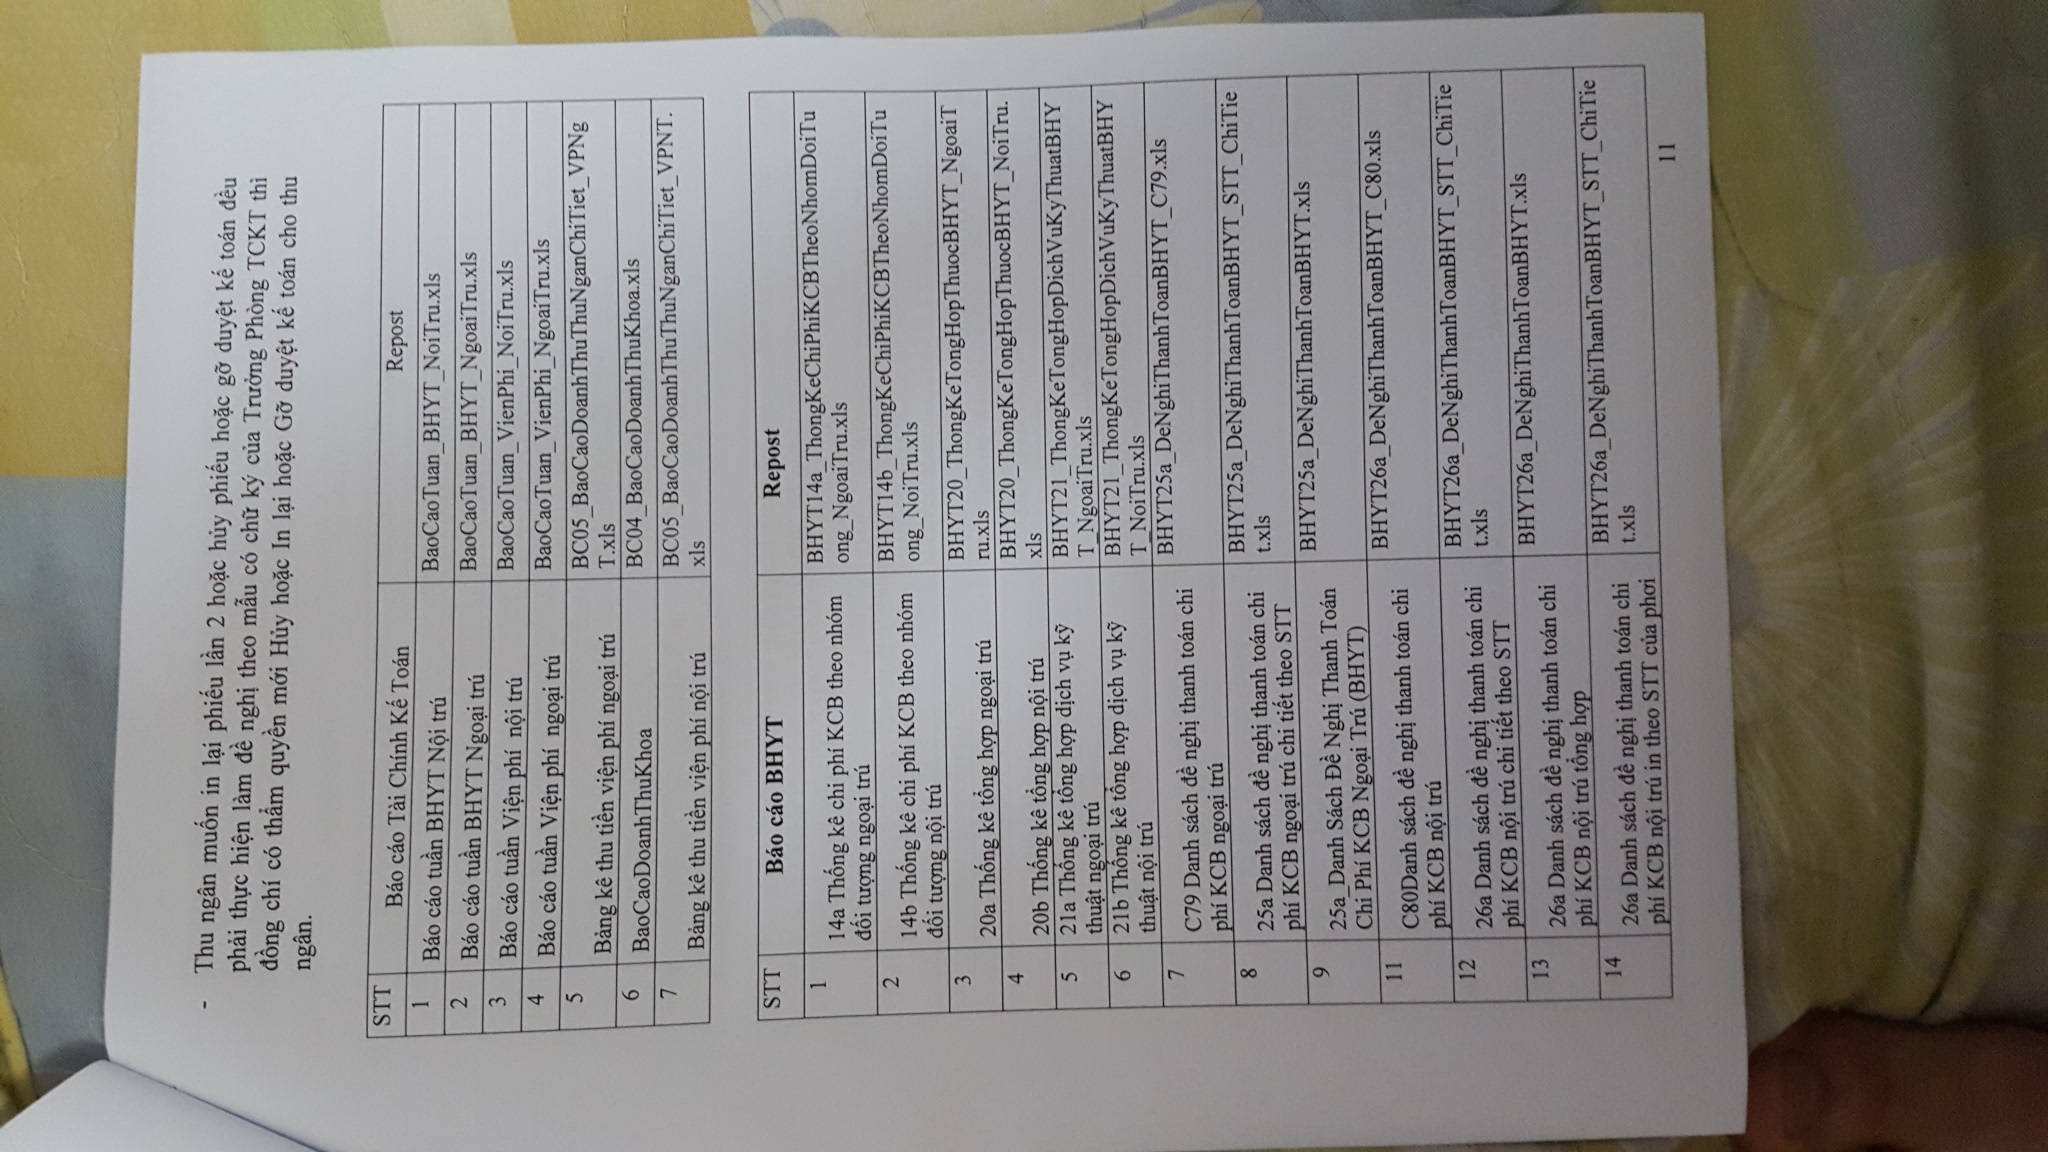 - Thu ngân muốn in lại phiếu lần 2 hoặc hủy phiếu hoặc gỡ duyệt kế toán đều
phải thực hiện làm đề nghị theo mẫu có chữ ký của Trưởng Phòng TCKT thì
đồng chí có thẩm quyền mới Hủy hoặc In lại hoặc Gỡ duyệt kế toán cho thu
ngân.
STT Báo cáo Tài Chính Kế Toán Repost
1 Báo cáo tuần BHYT Nội trú BaoCaoTuan_BHYT_NoiTru.xls
2 Báo cáo tuần BHYT Ngoại trú BaoCaoTuan_BHYT_NgoaiTru.xls
3 Báo cáo tuần Viện phí nội trú BaoCaoTuan_VienPhi_NoiTru.xls
4 Báo cáo tuần Viện phí ngoại trú BaoCaoTuan_VienPhi_NgoaiTru.xls
5 BC05_BaoCaoDoanhThuThuNganChiTiet_VPNg
Bảng kê thu tiền viện phí ngoại trú T.xls
6 BaoCaoDoanhThuKhoa BC04_BaoCaoDoanhThuKhoa.xls
7 BC05_BaoCaoDoanhThuThuNganChiTiet_VPNT.
Bảng kê thu tiền viện phí nội trú xls
STT Báo cáo BHYT Repost
1 14a Thống kê chi phí KCB theo nhóm BHYT14a_ThongKeChiPhiKCBTheoNhomDoiTu
đối tượng ngoại trú ong_NgoaiTru.xls
2 14b Thống kê chi phí KCB theo nhóm BHYT14b_ThongKeChiPhiKCBTheoNhomDoiTu
đối tượng nội trú ong_NoiTru.xls
3 BHYT20_ThongKeTongHopThuocBHYT_NgoaiT
20a Thống kê tổng hợp ngoại trú ru.xls
4 BHYT20_ThongKeTongHopThuocBHYT_NoiTru.
20b Thống kê tổng hợp nội trú xls
5 21a Thống kê tổng hợp dịch vụ kỹ BHYT21_ThongKeTongHopDichVuKyThuatBHY
thuật ngoại trú T_NgoaiTru.xls
6 21b Thống kê tổng hợp dịch vụ kỹ BHYT21_ThongKeTongHopDichVuKyThuatBHY
thuật nội trú T_NoiTru.xls
7 C79 Danh sách đề nghị thanh toán chi BHYT25a_DeNghiThanhToanBHYT_C79.xls
phí KCB ngoại trú
8 25a Danh sách đề nghị thanh toán chi BHYT25a_DeNghiThanhToanBHYT_STT_ChiTie
phí KCB ngoại trú chi tiết theo STT t.xls
9 25a_Danh Sách Đề Nghị Thanh Toán BHYT25a_DeNghiThanhToanBHYT.xls
Chi Phí KCB Ngoại Trú (BHYT)
11 C80Danh sách đề nghị thanh toán chi BHYT26a_DeNghiThanhToanBHYT_C80.xls
phí KCB nội trú
12 26a Danh sách đề nghị thanh toán chi BHYT26a_DeNghiThanhToanBHYT_STT_ChiTie
phí KCB nội trú chi tiết theo STT t.xls
13 26a Danh sách đề nghị thanh toán chi BHYT26a_DeNghiThanhToanBHYT.xls
phí KCB nội trú tổng hợp
14 26a Danh sách đề nghị thanh toán chi BHYT26a_DeNghiThanhToanBHYT_STT_ChiTie
phí KCB nội trú in theo STT của phơi t.xls
11